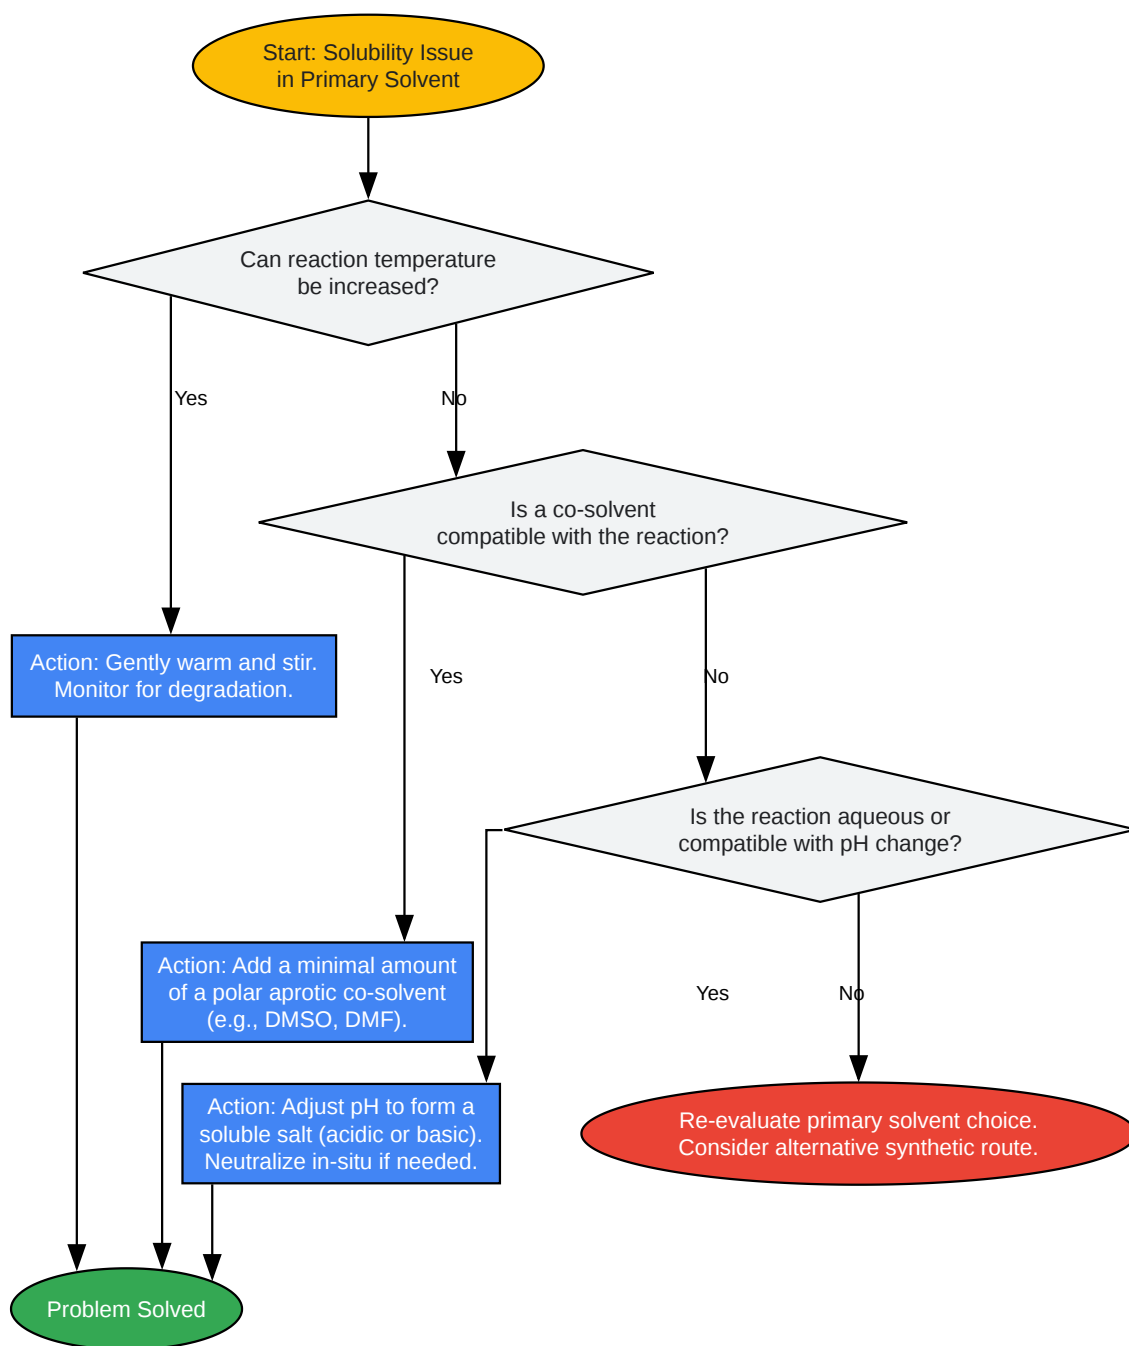 Start: Solubility Issue
in Primary Solvent
Can reaction temperature
be increased?
Yes
No
Is a co-solvent
compatible with the reaction?
Action: Gently warm and stir.
Monitor for degradation.
Yes
No
Is the reaction aqueous or
compatible with pH change?
Action: Add a minimal amount
of a polar aprotic co-solvent
(e.g., DMSO, DMF).
Yes
No
Action: Adjust pH to form a
soluble salt (acidic or basic).
Neutralize in-situ if needed.
Re-evaluate primary solvent choice.
Consider alternative synthetic route.
Problem Solved